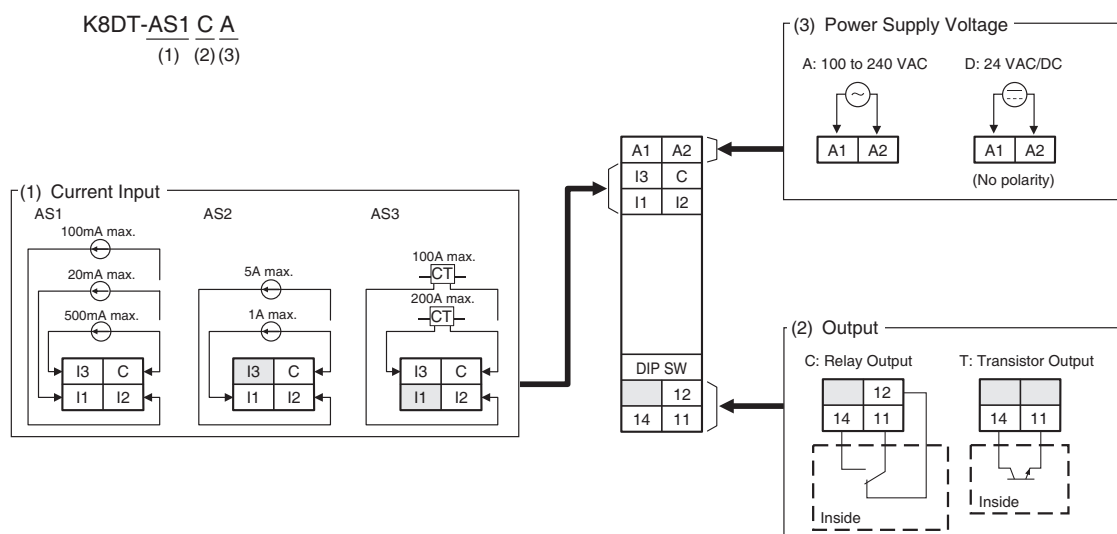 K8DT-AS1 C A
(1) (2) (3)
(3) Power Supply Voltage
A: 100 to 240 VAC
D: 24 VAC/DC
A1 A2
A1 A2
(No polarity)
A1 A2
I3 C
I1 I2
DIP SW
12
14 11
(1) Current Input
AS1
AS2
AS3
100mA max.
20mA max.
500mA max.
I3 C
I1 I2
5A max.
1A max.
I3 C
I1 I2
100A max.
CT
200A max.
CT
I3 C
I1 I2
(2) Output
C: Relay Output
T: Transistor Output
12
14 11
Inside
14 11
Inside